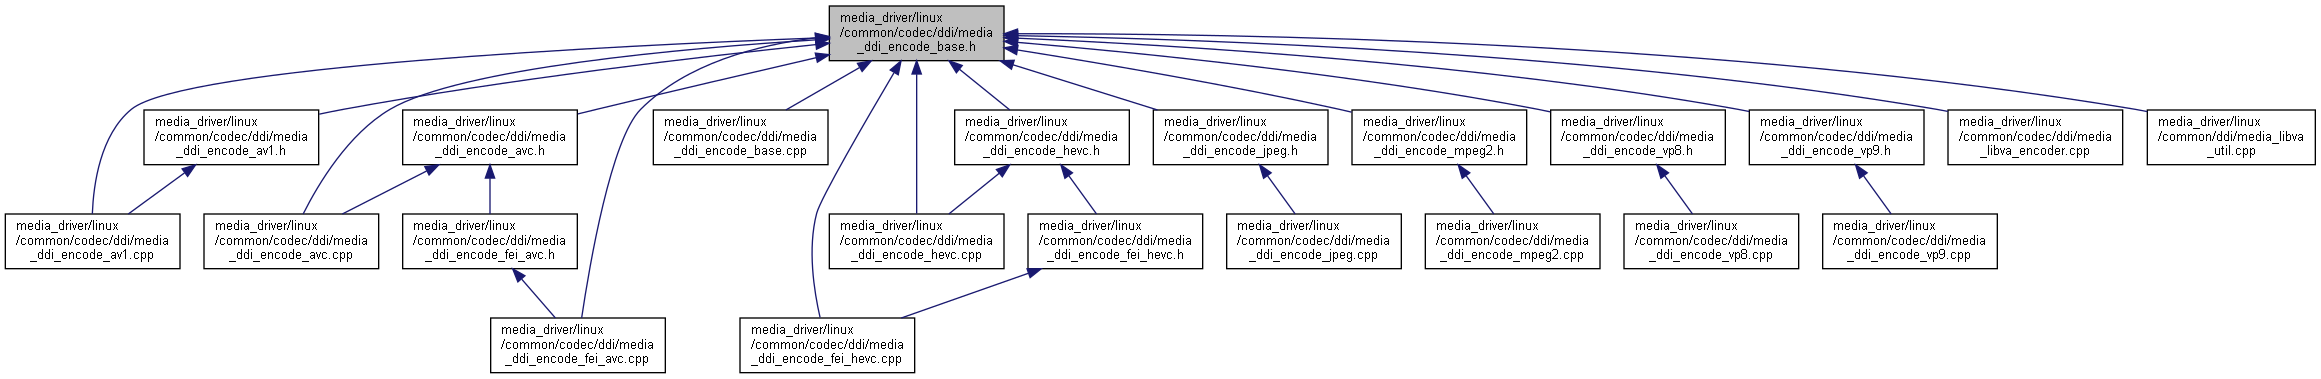 media_driver/linux
/common/codec/ddi/media
_ddi_encode_base.h
media_driver/linux
/common/codec/ddi/media
_ddi_encode_av1.h
media_driver/linux
/common/codec/ddi/media
_ddi_encode_avc.h
media_driver/linux
/common/codec/ddi/media
_ddi_encode_base.cpp
media_driver/linux
/common/codec/ddi/media
_ddi_encode_hevc.h
media_driver/linux
/common/codec/ddi/media
_ddi_encode_jpeg.h
media_driver/linux
/common/codec/ddi/media
_ddi_encode_mpeg2.h
media_driver/linux
/common/codec/ddi/media
_ddi_encode_vp8.h
media_driver/linux
/common/codec/ddi/media
_ddi_encode_vp9.h
media_driver/linux
/common/codec/ddi/media
_libva_encoder.cpp
media_driver/linux
/common/ddi/media_libva
_util.cpp
media_driver/linux
/common/codec/ddi/media
_ddi_encode_av1.cpp
media_driver/linux
/common/codec/ddi/media
_ddi_encode_avc.cpp
media_driver/linux
/common/codec/ddi/media
_ddi_encode_fei_avc.h
media_driver/linux
/common/codec/ddi/media
_ddi_encode_hevc.cpp
media_driver/linux
/common/codec/ddi/media
_ddi_encode_fei_hevc.h
media_driver/linux
/common/codec/ddi/media
_ddi_encode_jpeg.cpp
media_driver/linux
/common/codec/ddi/media
_ddi_encode_mpeg2.cpp
media_driver/linux
/common/codec/ddi/media
_ddi_encode_vp8.cpp
media_driver/linux
/common/codec/ddi/media
_ddi_encode_vp9.cpp
media_driver/linux
/common/codec/ddi/media
_ddi_encode_fei_avc.cpp
media_driver/linux
/common/codec/ddi/media
_ddi_encode_fei_hevc.cpp